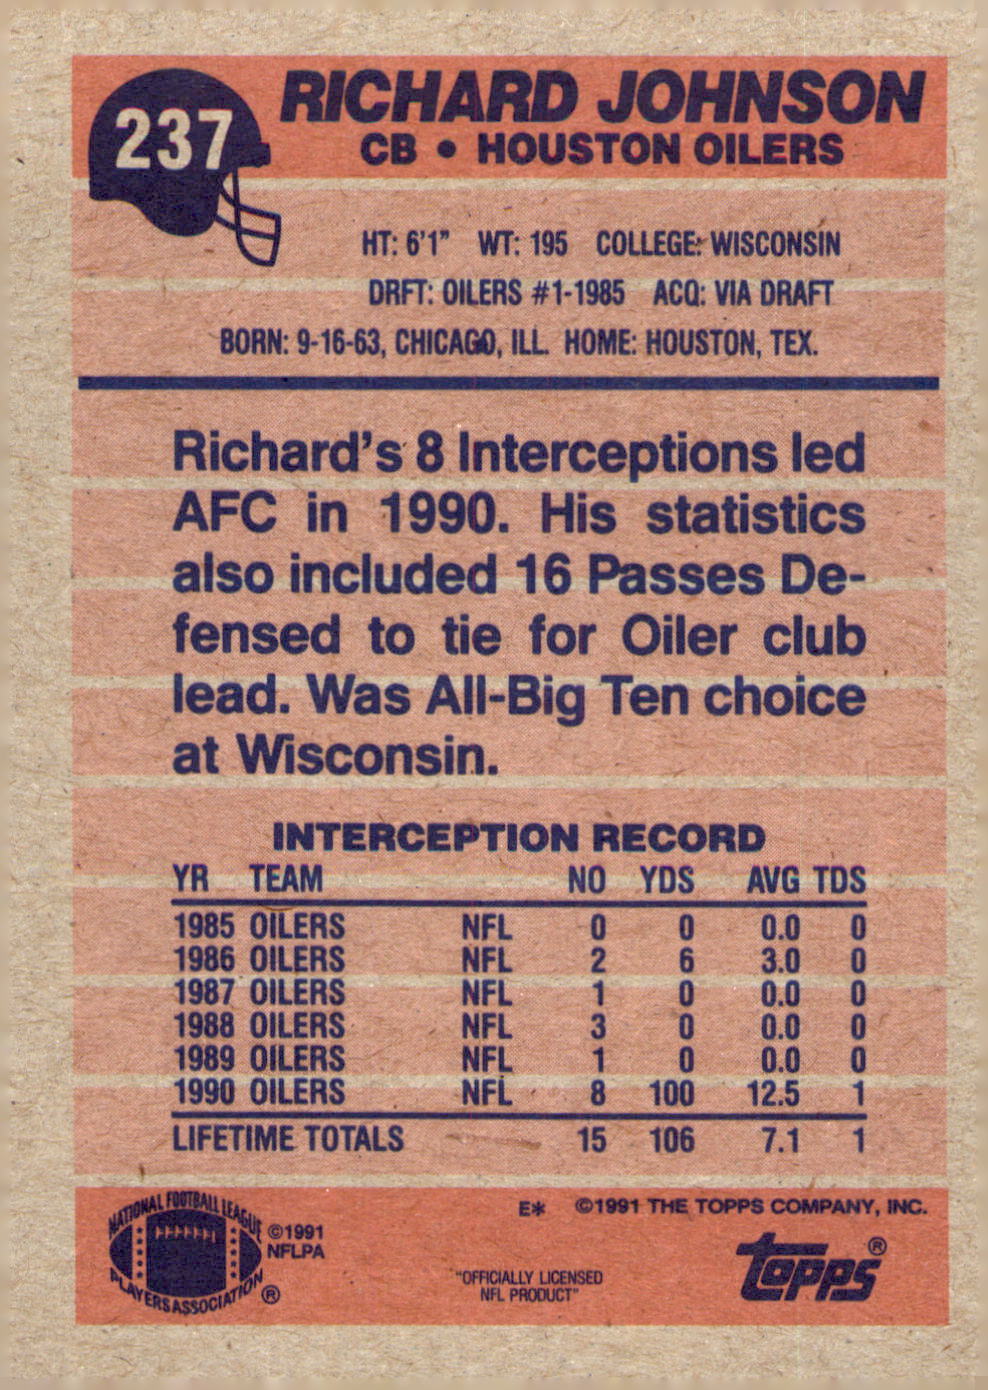 237
RICHARD JOHNSON
CB • HOUSTON OILERS
HT: 6'1" WT: 195 COLLEGE: WISCONSIN
DRFT: OILERS #1-1985 ACQ: VIA DRAFT
BORN: 9-16-63, CHICAGO, ILL. HOME: HOUSTON, TEX.
Richard's 8 Interceptions led
AFC in 1990. His statistics
also included 16 Passes De-
fensed to tie for Oiler club
lead. Was All-Big Ten choice
at Wisconsin.
INTERCEPTION RECORD
YR TEAM NO YDS AVG TDS
1985 OILERS NFL 0 0 0.0 0
1986 OILERS NFL 2 6 3.0 0
1987 OILERS NFL 1 0 0.0 0
1988 OILERS NFL 3 0 0.0 0
1989 OILERS NFL 1 0 0.0 0
1990 OILERS NFL 8 100 12.5 1
LIFETIME TOTALS 15 106 7.1 1
NATIONAL FOOTBALL LEAGUE
PLAYERS ASSOCIATION ®
©1991
NFLPA
E* ©1991 THE TOPPS COMPANY, INC.
"OFFICIALLY LICENSED
NFL PRODUCT"
topps®